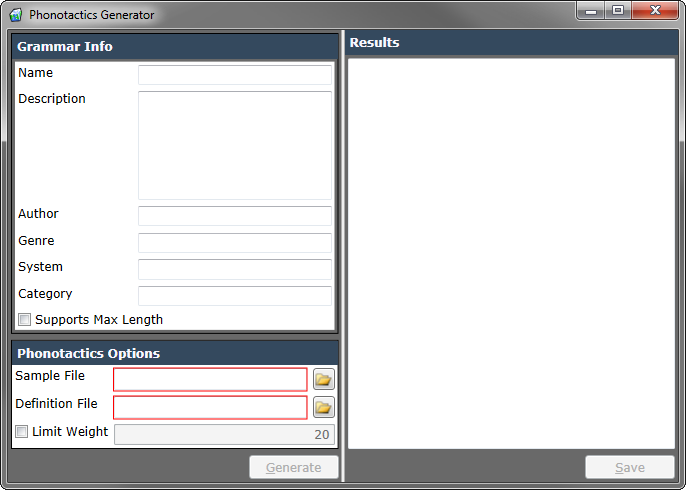 Phonotactics Generator
Grammar Info
Name
Description
Author
Genre
System
Category
Supports Max Length
Phonotactics Options
Sample File
Definition File
Limit Weight 20
Generate
Results
Save